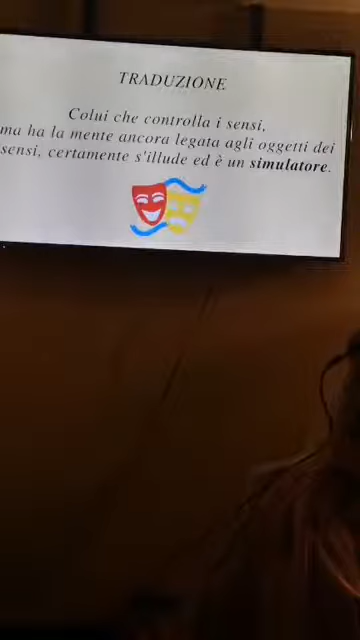 TRADUZIONE
Colui che controlla i sensi,
ma ha la mente ancora legata agli oggetti dei
sensi, certamente s'illude ed è un simulatore.